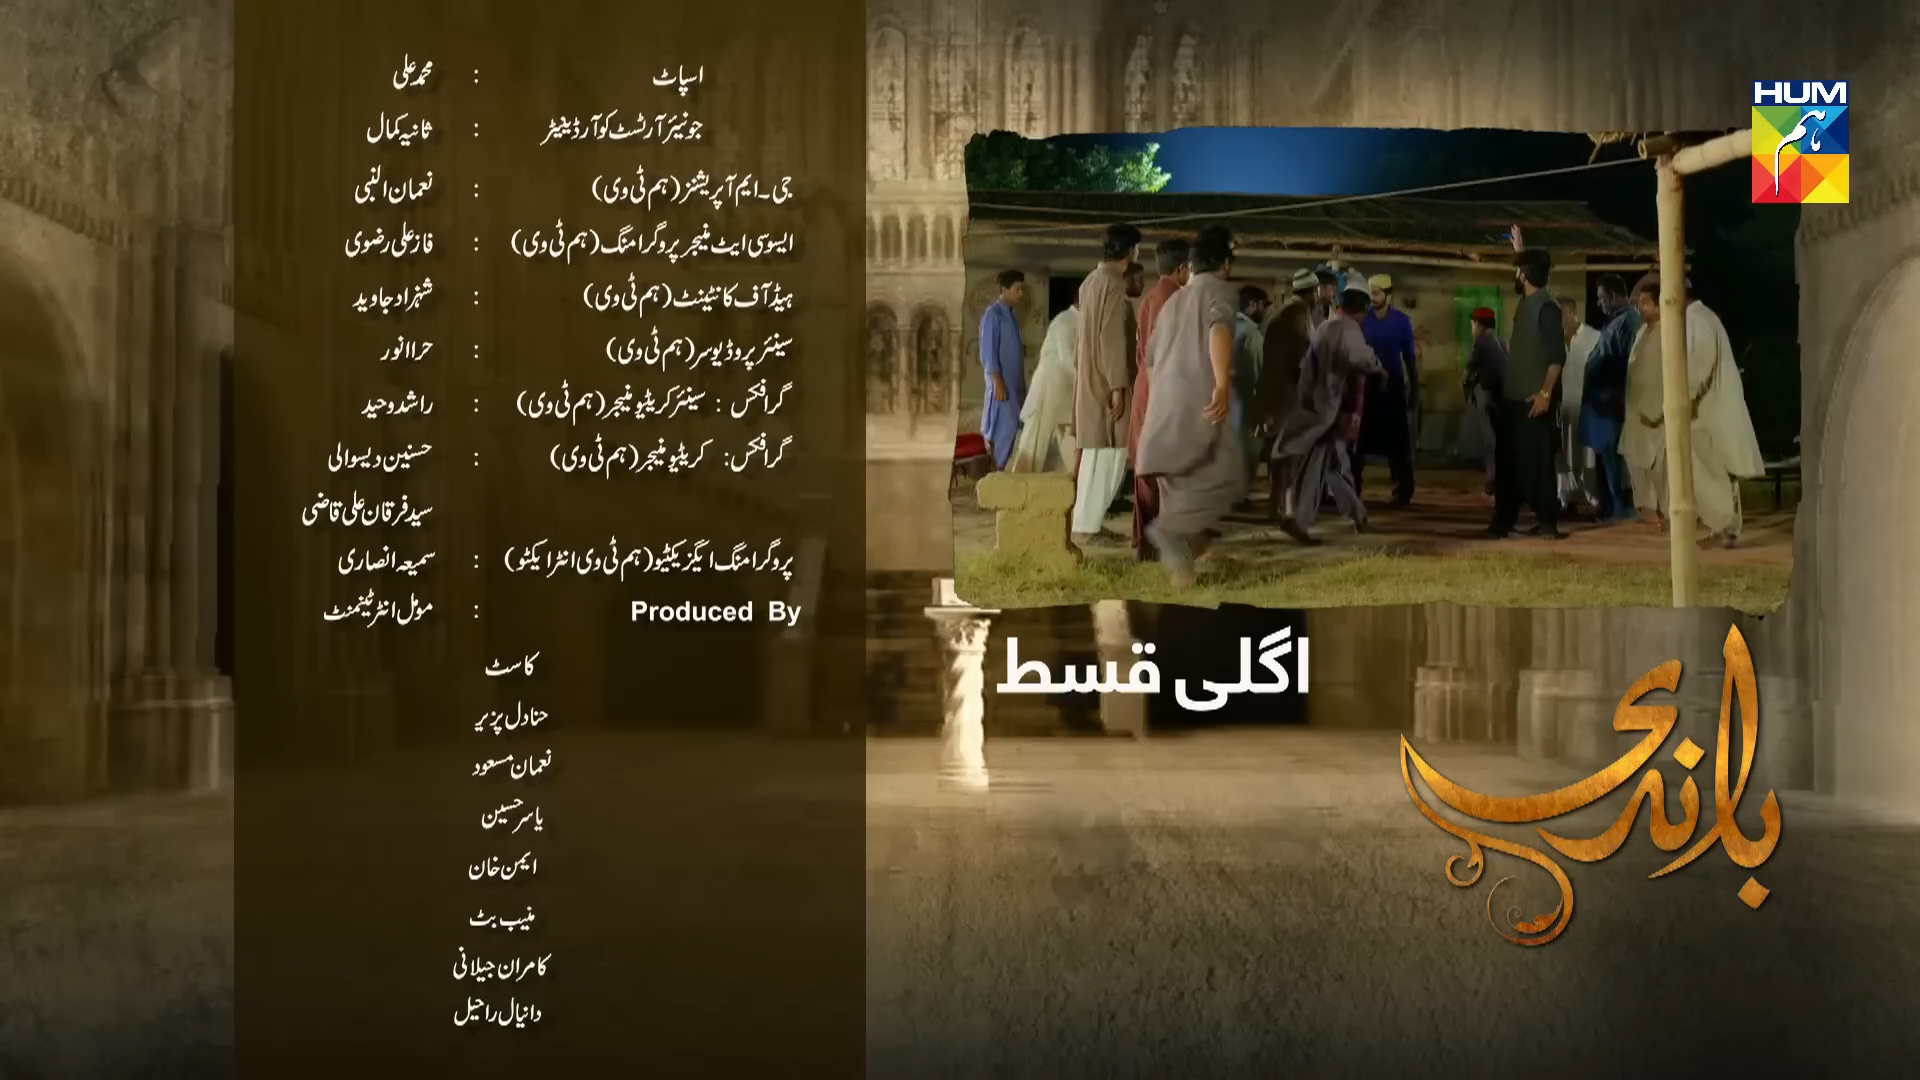 اسپاٹ : محمد علی
جونیئر آرٹسٹ کوآرڈینیٹر : ثانیہ کمال
جی۔ایم آپریشنز (ہم ٹی وی) : نعمان النبی
ایسوسی ایٹ منیجر پروگرامنگ (ہم ٹی وی) : فاز علی رضوی
ہیڈ آف کانٹینٹ (ہم ٹی وی) : شہزاد جاوید
سینئر پروڈیوسر (ہم ٹی وی) : حرا انور
گرافکس : سینئر کریٹیو منیجر (ہم ٹی وی) : راشد وحید
گرافکس: کریٹیو منیجر (ہم ٹی وی) : حسنین دیسوالی
سید فرقان علی قاضی
پروگرامنگ ایگزیکٹیو (ہم ٹی وی انٹرایکٹو) : سمیعہ انصاری
Produced By : مومل انٹرٹینمنٹ
کاسٹ
حنا دل پزیر
نعمان مسعود
یاسر حسین
ایمن خان
منیب بٹ
کامران جیلانی
دانیال راحیل
HUM
ہم
اگلی قسط
باندی